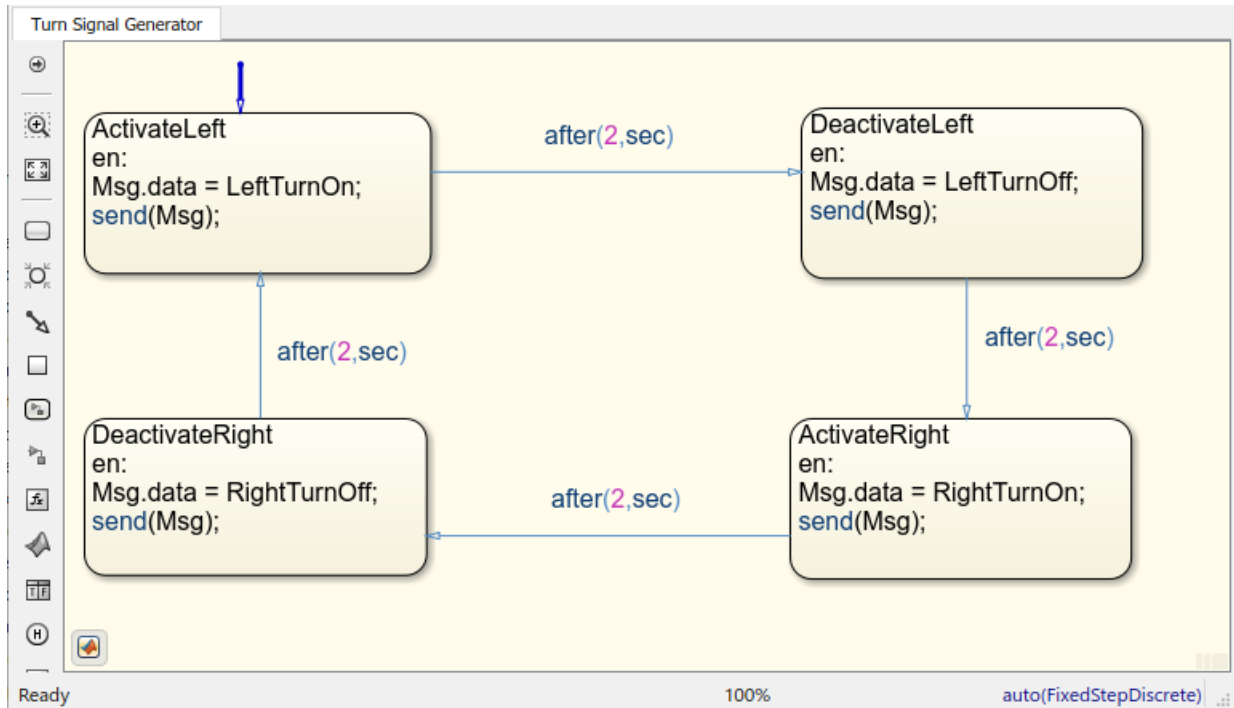 Turn Signal Generator
ActivateLeft
en:
Msg.data = LeftTurnOn;
send(Msg);
after(2,sec)
DeactivateLeft
en:
Msg.data = LeftTurnOff;
send(Msg);
after(2,sec)
after(2,sec)
DeactivateRight
en:
Msg.data = RightTurnOff;
send(Msg);
after(2,sec)
ActivateRight
en:
Msg.data = RightTurnOn;
send(Msg);
fx
T F
H
Ready
100%
auto(FixedStepDiscrete)